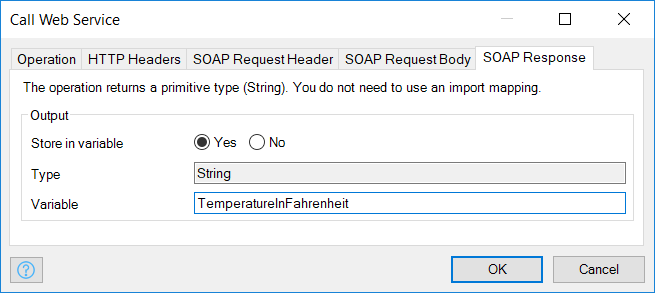 Call Web Service
Operation HTTP Headers SOAP Request Header SOAP Request Body SOAP Response
The operation returns a primitive type (String). You do not need to use an import mapping.
Output
Store in variable Yes No
Type String
Variable TemperatureInFahrenheit
? OK Cancel